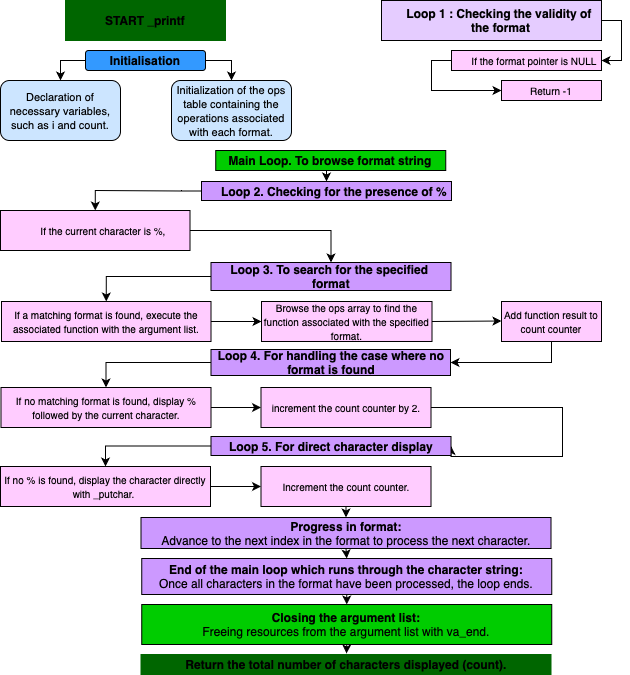 START _printf
Loop 1 : Checking the validity of
the format
Initialisation
If the format pointer is NULL
Return -1
Declaration of
necessary variables,
such as i and count.
Initialization of the ops
table containing the
operations associated
with each format.
Main Loop. To browse format string
Loop 2. Checking for the presence of %
If the current character is %,
Loop 3. To search for the specified
format
If a matching format is found, execute the
associated function with the argument list.
Browse the ops array to find the
function associated with the specified
format.
Add function result to
count counter
Loop 4. For handling the case where no
format is found
If no matching format is found, display %
followed by the current character.
increment the count counter by 2.
Loop 5. For direct character display
If no % is found, display the character directly
with _putchar.
Increment the count counter.
Progress in format:
Advance to the next index in the format to process the next character.
End of the main loop which runs through the character string:
Once all characters in the format have been processed, the loop ends.
Closing the argument list:
Freeing resources from the argument list with va_end.
Return the total number of characters displayed (count).